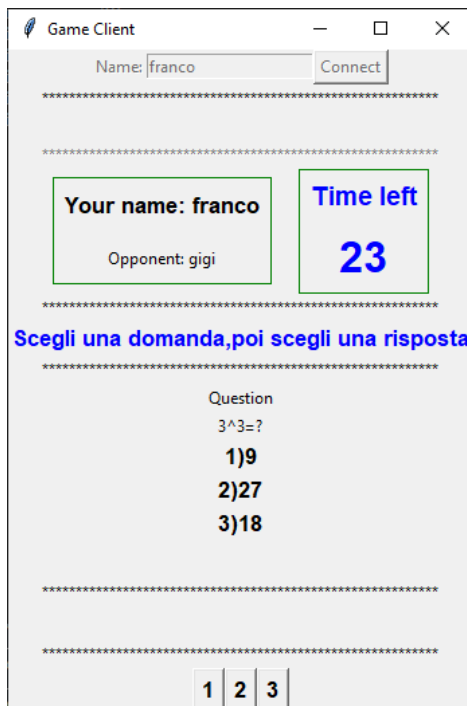 Game Client
Name: franco Connect
************************************************************
************************************************************
Your name: franco
Opponent: gigi
Time left
23
************************************************************
Scegli una domanda,poi scegli una risposta
************************************************************
Question
3^3=?
1)9
2)27
3)18
************************************************************
************************************************************
1 2 3